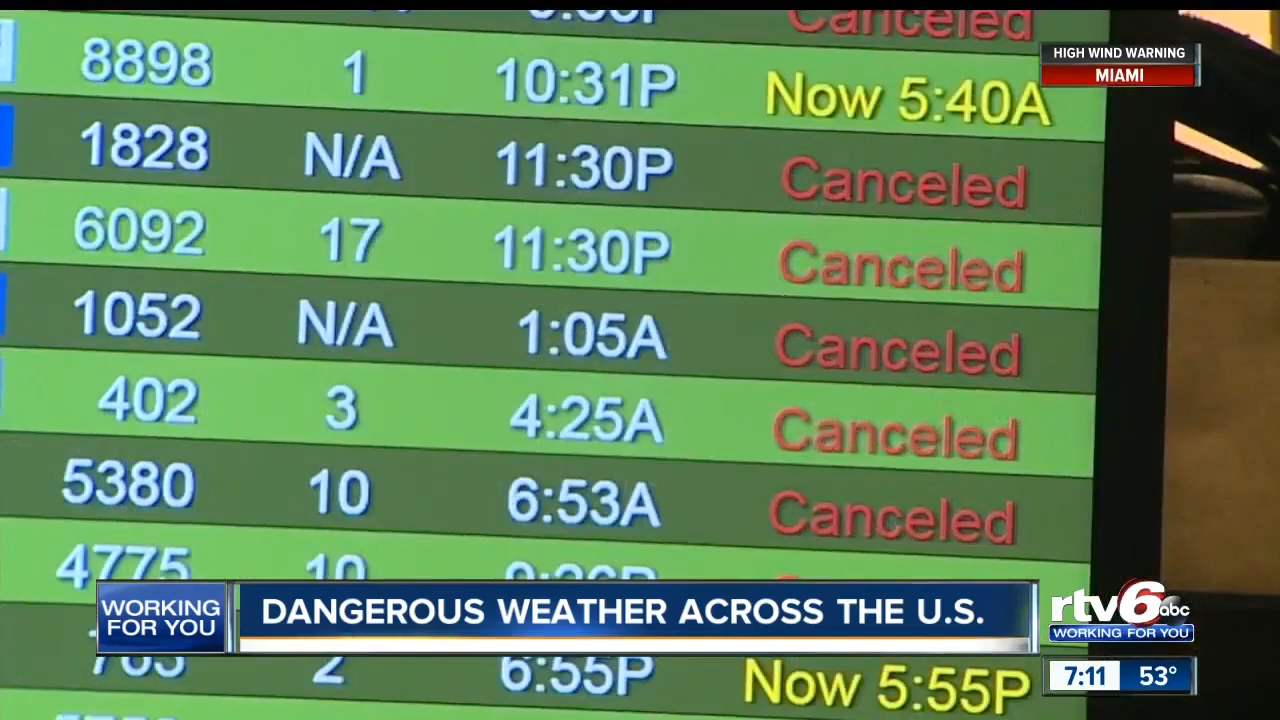 Canceled
8898 1 10:31P Now 5:40A
1828 N/A 11:30P Canceled
6092 17 11:30P Canceled
1052 N/A 1:05A Canceled
402 3 4:25A Canceled
5380 10 6:53A Canceled
4775 10
2 6:55P Now 5:55P
HIGH WIND WARNING
MIAMI
WORKING
FOR YOU
DANGEROUS WEATHER ACROSS THE U.S.
rtv6 abc
WORKING FOR YOU
7:11 53°